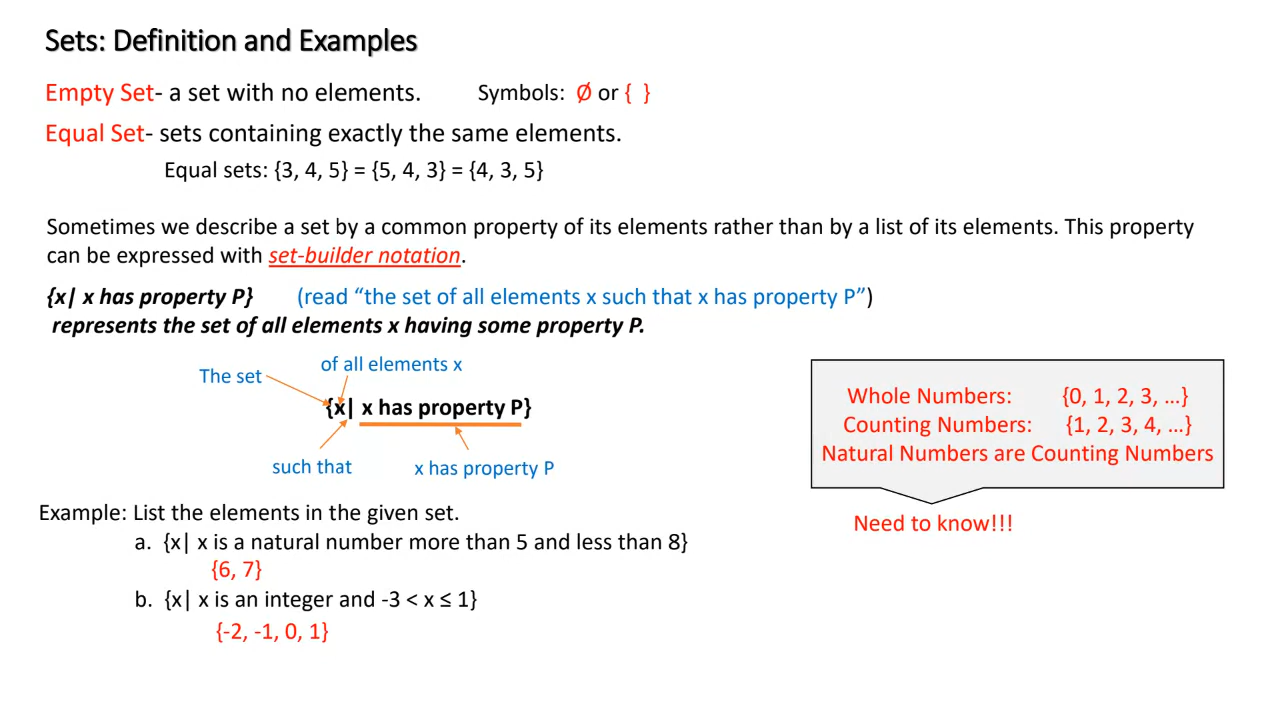 Sets: Definition and Examples
Empty Set- a set with no elements. Symbols: Ø or { }
Equal Set- sets containing exactly the same elements.
Equal sets: {3, 4, 5} = {5, 4, 3} = {4, 3, 5}
Sometimes we describe a set by a common property of its elements rather than by a list of its elements. This property
can be expressed with set-builder notation.
{x| x has property P} (read “the set of all elements x such that x has property P”)
represents the set of all elements x having some property P.
of all elements x
The set
{x| x has property P}
such that x has property P
Whole Numbers: {0, 1, 2, 3, …}
Counting Numbers: {1, 2, 3, 4, …}
Natural Numbers are Counting Numbers
Need to know!!!
Example: List the elements in the given set.
a. {x| x is a natural number more than 5 and less than 8}
{6, 7}
b. {x| x is an integer and -3 < x ≤ 1}
{-2, -1, 0, 1}